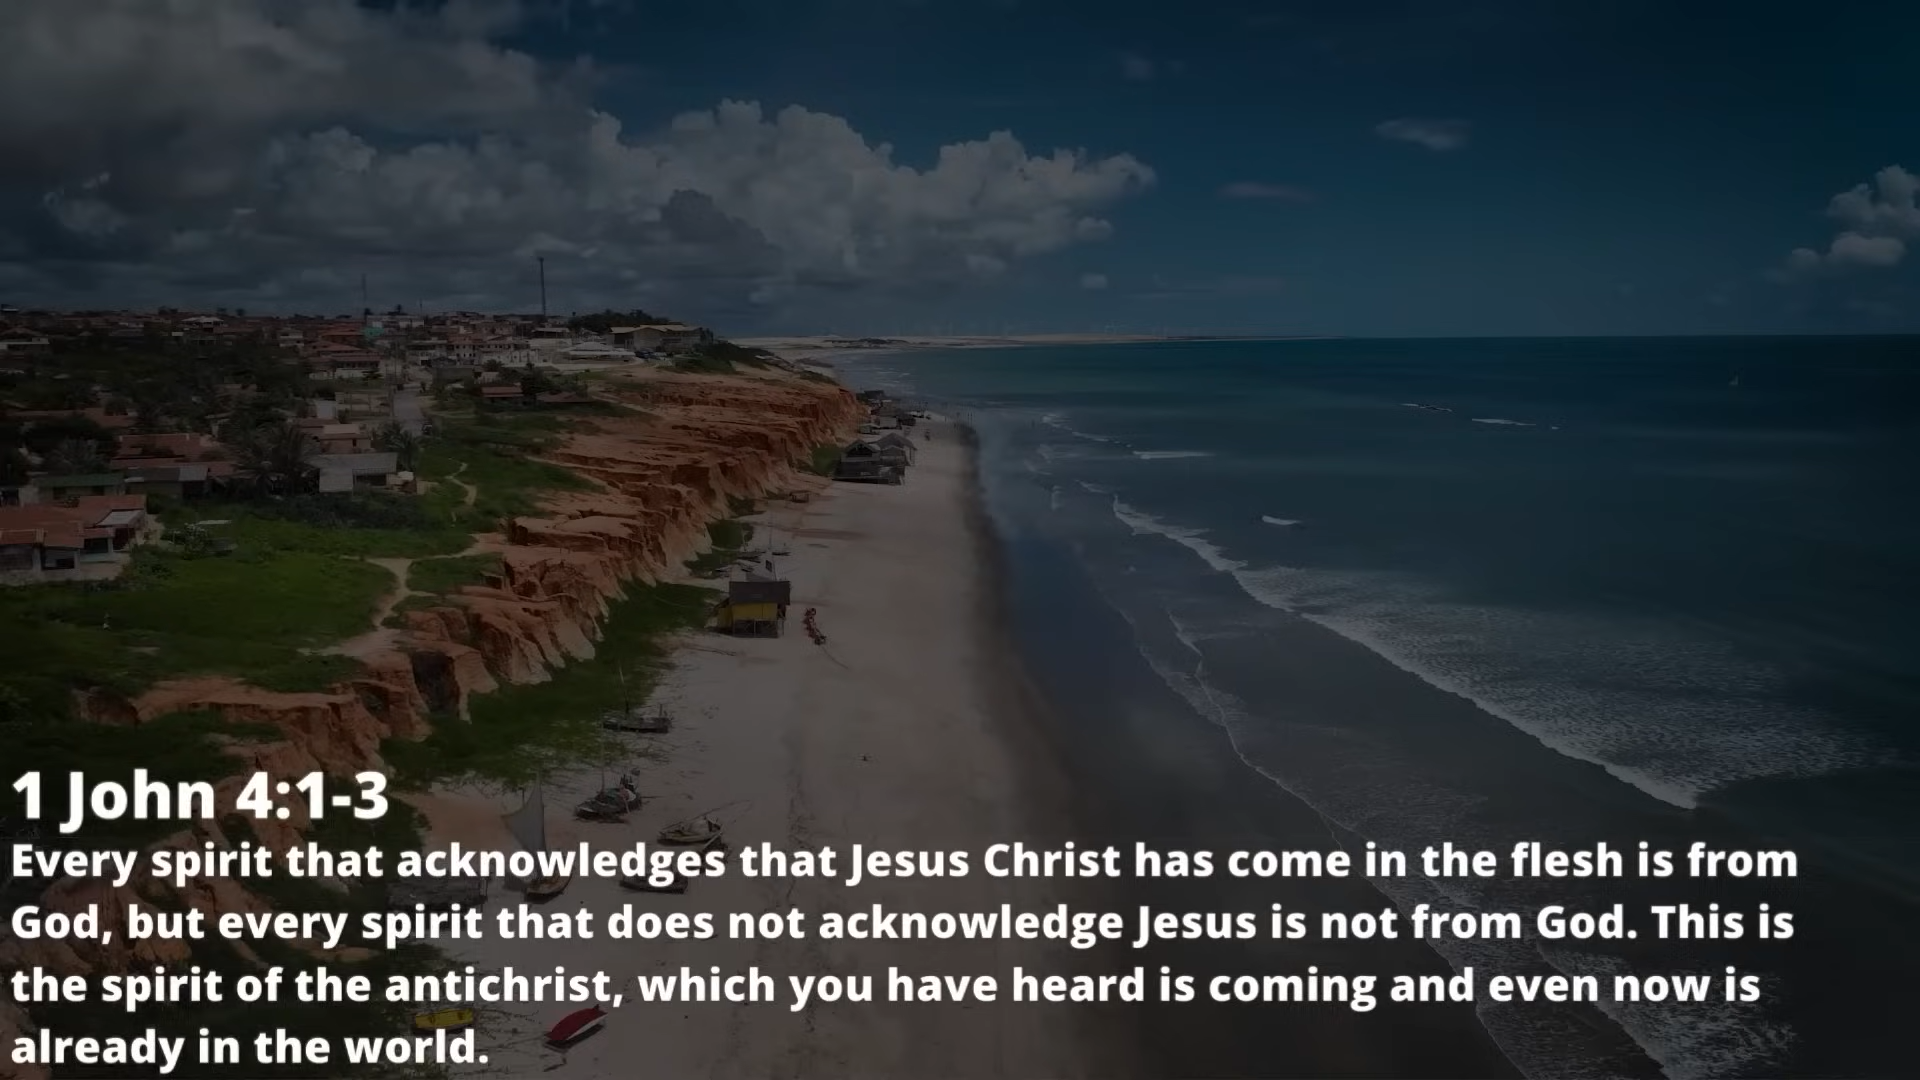 1 John 4:1-3
Every spirit that acknowledges that Jesus Christ has come in the flesh is from
God, but every spirit that does not acknowledge Jesus is not from God. This is
the spirit of the antichrist, which you have heard is coming and even now is
already in the world.